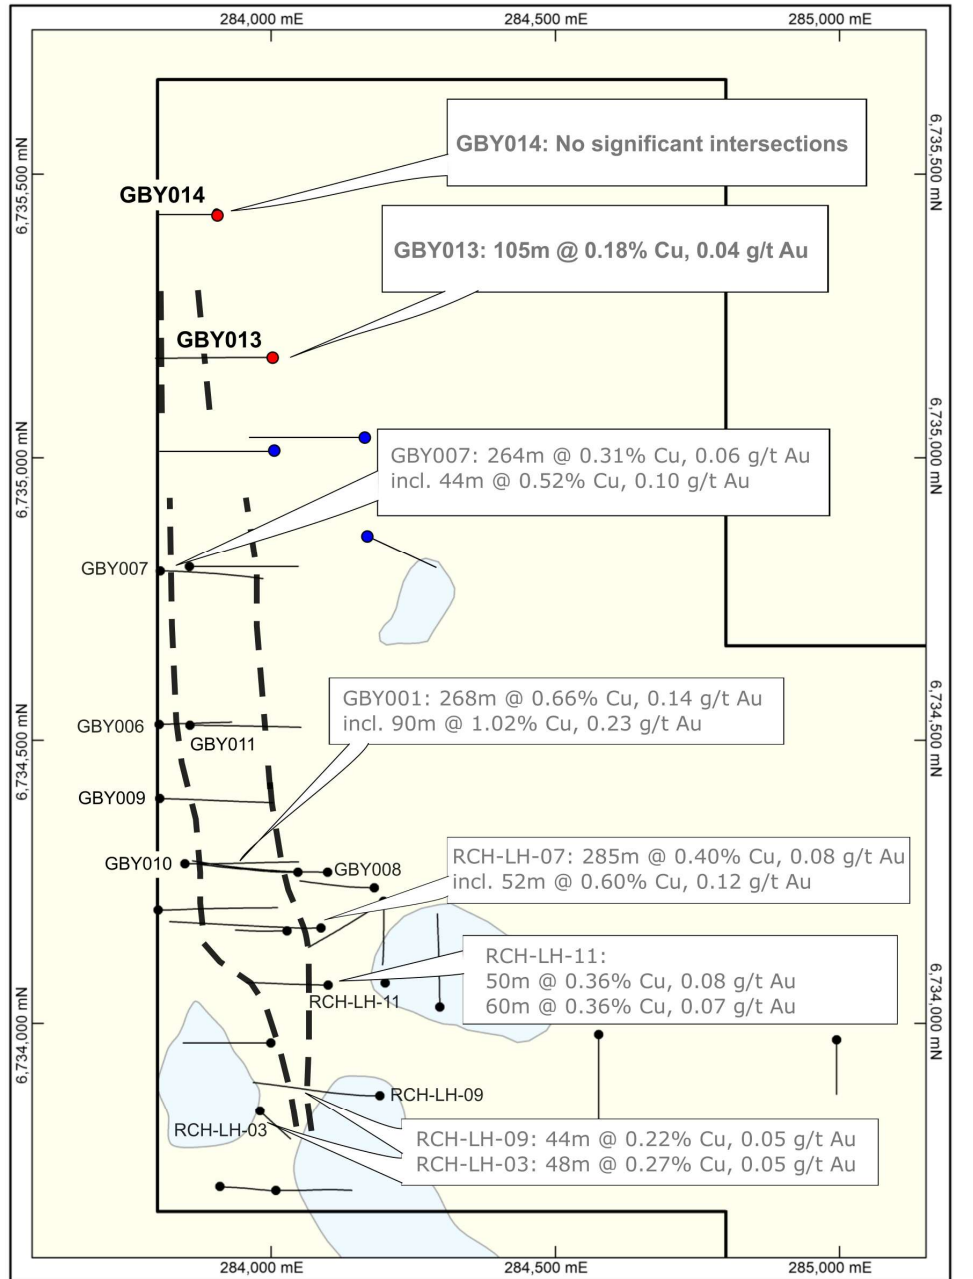 284,000 mE
284,500 mE
285,000 mE
6,735,500 mN
6,735,500 mN
GBY014: No significant intersections
GBY014
GBY013: 105m @ 0.18% Cu, 0.04 g/t Au
GBY013
6,735,000 mN
6,735,000 mN
GBY007: 264m @ 0.31% Cu, 0.06 g/t Au
incl. 44m @ 0.52% Cu, 0.10 g/t Au
GBY007
GBY001: 268m @ 0.66% Cu, 0.14 g/t Au
incl. 90m @ 1.02% Cu, 0.23 g/t Au
GBY006
GBY011
6,734,500 mN
6,734,500 mN
GBY009
GBY010
GBY008
RCH-LH-07: 285m @ 0.40% Cu, 0.08 g/t Au
incl. 52m @ 0.60% Cu, 0.12 g/t Au
RCH-LH-11:
50m @ 0.36% Cu, 0.08 g/t Au
60m @ 0.36% Cu, 0.07 g/t Au
RCH-LH-11
6,734,000 mN
6,734,000 mN
RCH-LH-09
RCH-LH-03
RCH-LH-09: 44m @ 0.22% Cu, 0.05 g/t Au
RCH-LH-03: 48m @ 0.27% Cu, 0.05 g/t Au
284,000 mE
284,500 mE
285,000 mE